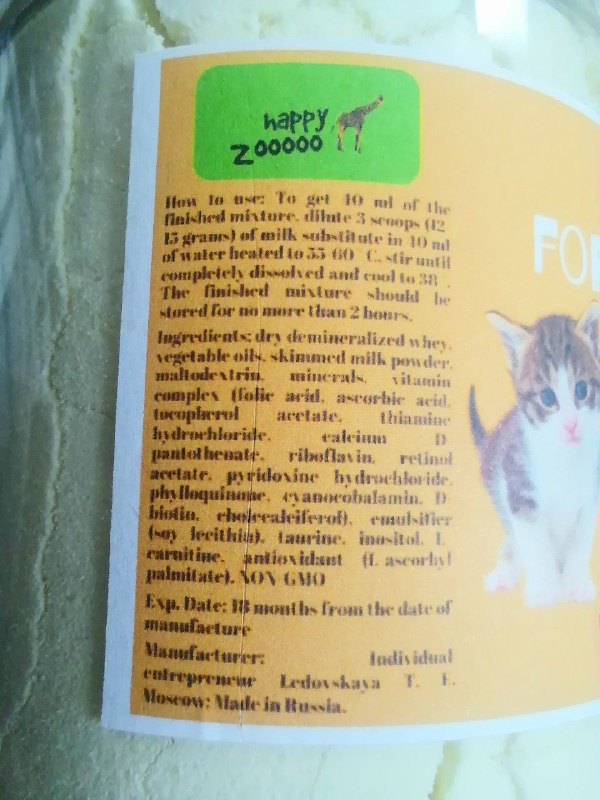 happy
zooooo
How to use: To get 40 ml of the
finished mixture, dilute 3 scoops (12
15 grams) of milk substitute in 40 ml
of water heated to 55 60 C, stir until
completely dissolved and cool to 38 .
The finished mixture should be
stored for no more than 2 hours.
Ingredients: dry demineralized whey,
vegetable oils, skimmed milk powder,
maltodextrin, minerals, vitamin
complex (folic acid, ascorbic acid,
tocopherol acetate, thiamine
hydrochloride, calcium D
pantothenate, riboflavin, retinol
acetate, pyridoxine hydrochloride,
phylloquinone, cyanocobalamin, D
biotin, cholecalciferol), emulsifier
(soy lecithin), taurine, inositol, L
carnitine, antioxidant (L ascorbyl
palmitate). NON GMO
Exp. Date: 18 months from the date of
manufacture
Manufacturer: Individual
entrepreneur Ledovskaya T. E.
Moscow: Made in Russia.
FO